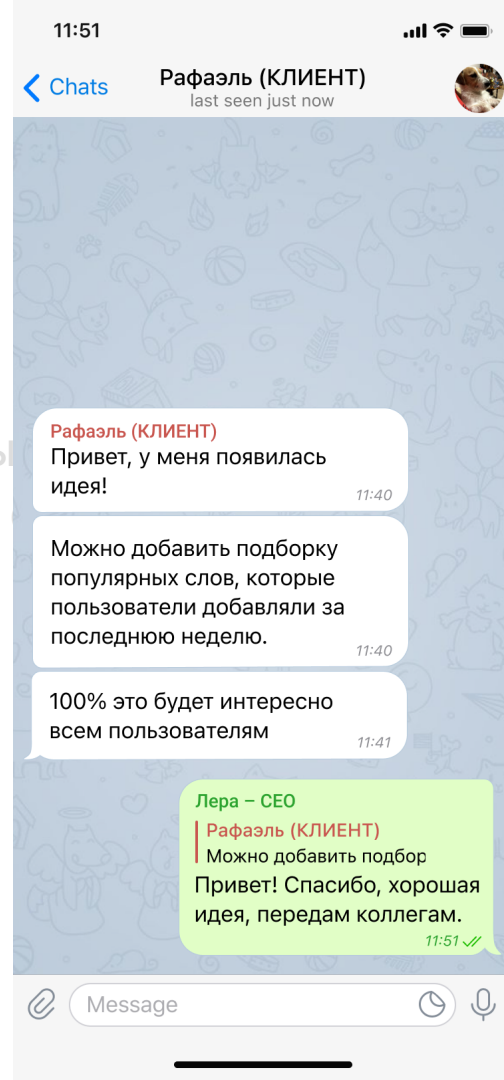 11:51
Chats
Рафаэль (КЛИЕНТ)
last seen just now
Рафаэль (КЛИЕНТ)
Привет, у меня появилась
идея!
11:40
Можно добавить подборку
популярных слов, которые
пользователи добавляли за
последнюю неделю.
11:40
100% это будет интересно
всем пользователям
11:41
Лера – CEO
Рафаэль (КЛИЕНТ)
Можно добавить подбор
Привет! Спасибо, хорошая
идея, передам коллегам.
11:51
Message